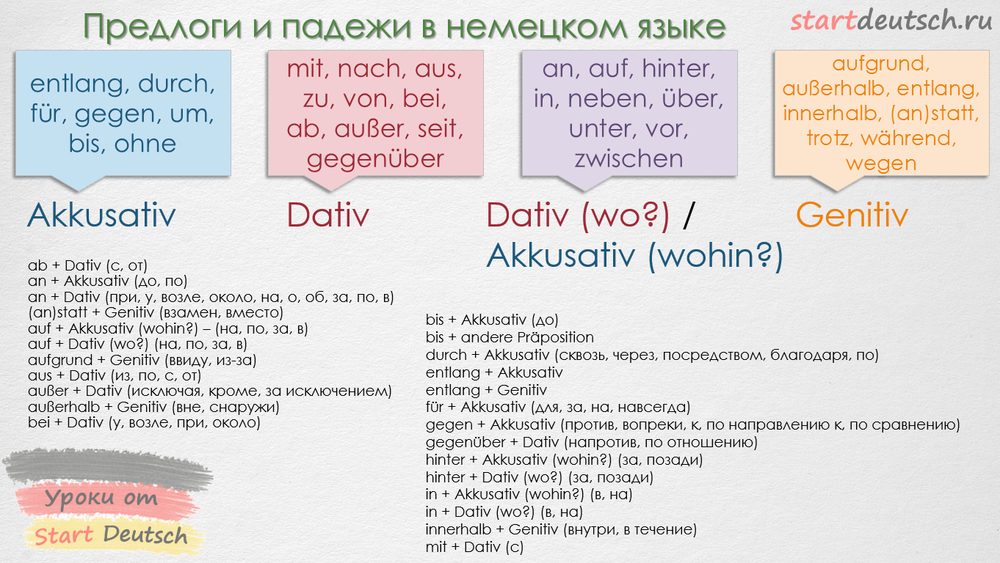 Предлоги и падежи в немецком языке
startdeutsch.ru
entlang, durch,
für, gegen, um,
bis, ohne
mit, nach, aus,
zu, von, bei,
ab, außer, seit,
gegenüber
an, auf, hinter,
in, neben, über,
unter, vor,
zwischen
aufgrund,
außerhalb, entlang,
innerhalb, (an)statt,
trotz, während,
wegen
Akkusativ
Dativ
Dativ (wo?) /
Akkusativ (wohin?)
Genitiv
ab + Dativ (с, от)
an + Akkusativ (до, по)
an + Dativ (при, у, возле, около, на, о, об, за, по, в)
(an)statt + Genitiv (взамен, вместо)
auf + Akkusativ (wohin?) – (на, по, за, в)
auf + Dativ (wo?) (на, по, за, в)
aufgrund + Genitiv (ввиду, из-за)
aus + Dativ (из, по, с, от)
außer + Dativ (исключая, кроме, за исключением)
außerhalb + Genitiv (вне, снаружи)
bei + Dativ (у, возле, при, около)
bis + Akkusativ (до)
bis + andere Präposition
durch + Akkusativ (сквозь, через, посредством, благодаря, по)
entlang + Akkusativ
entlang + Genitiv
für + Akkusativ (для, за, на, навсегда)
gegen + Akkusativ (против, вопреки, к, по направлению к, по сравнению)
gegenüber + Dativ (напротив, по отношению)
hinter + Akkusativ (wohin?) (за, позади)
hinter + Dativ (wo?) (за, позади)
in + Akkusativ (wohin?) (в, на)
in + Dativ (wo?) (в, на)
innerhalb + Genitiv (внутри, в течение)
mit + Dativ (с)
Уроки от
Start Deutsch